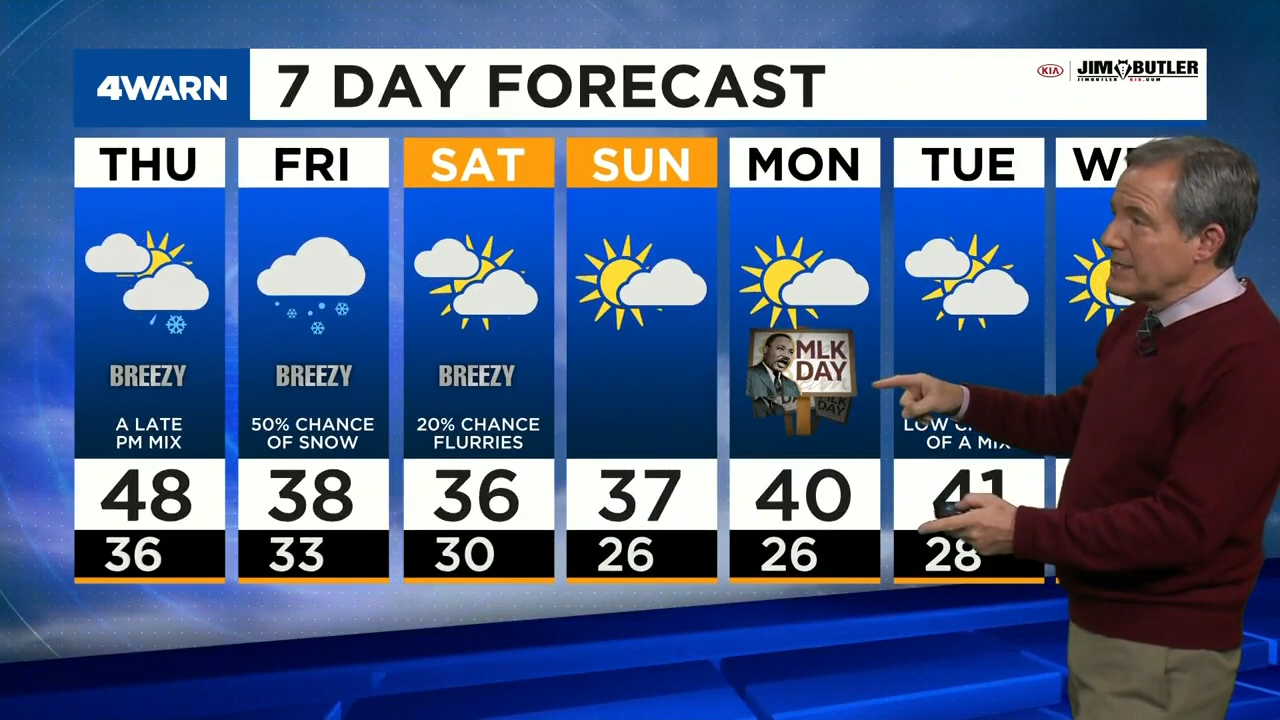 4WARN
7 DAY FORECAST
KIA
JIM BUTLER
THU
FRI
SAT
SUN
MON
TUE
MLK
DAY
BREEZY
BREEZY
BREEZY
A LATE
PM MIX
50% CHANCE
OF SNOW
20% CHANCE
FLURRIES
LOW
OF A MIX
48
38
36
37
40
41
36
33
30
26
26
28